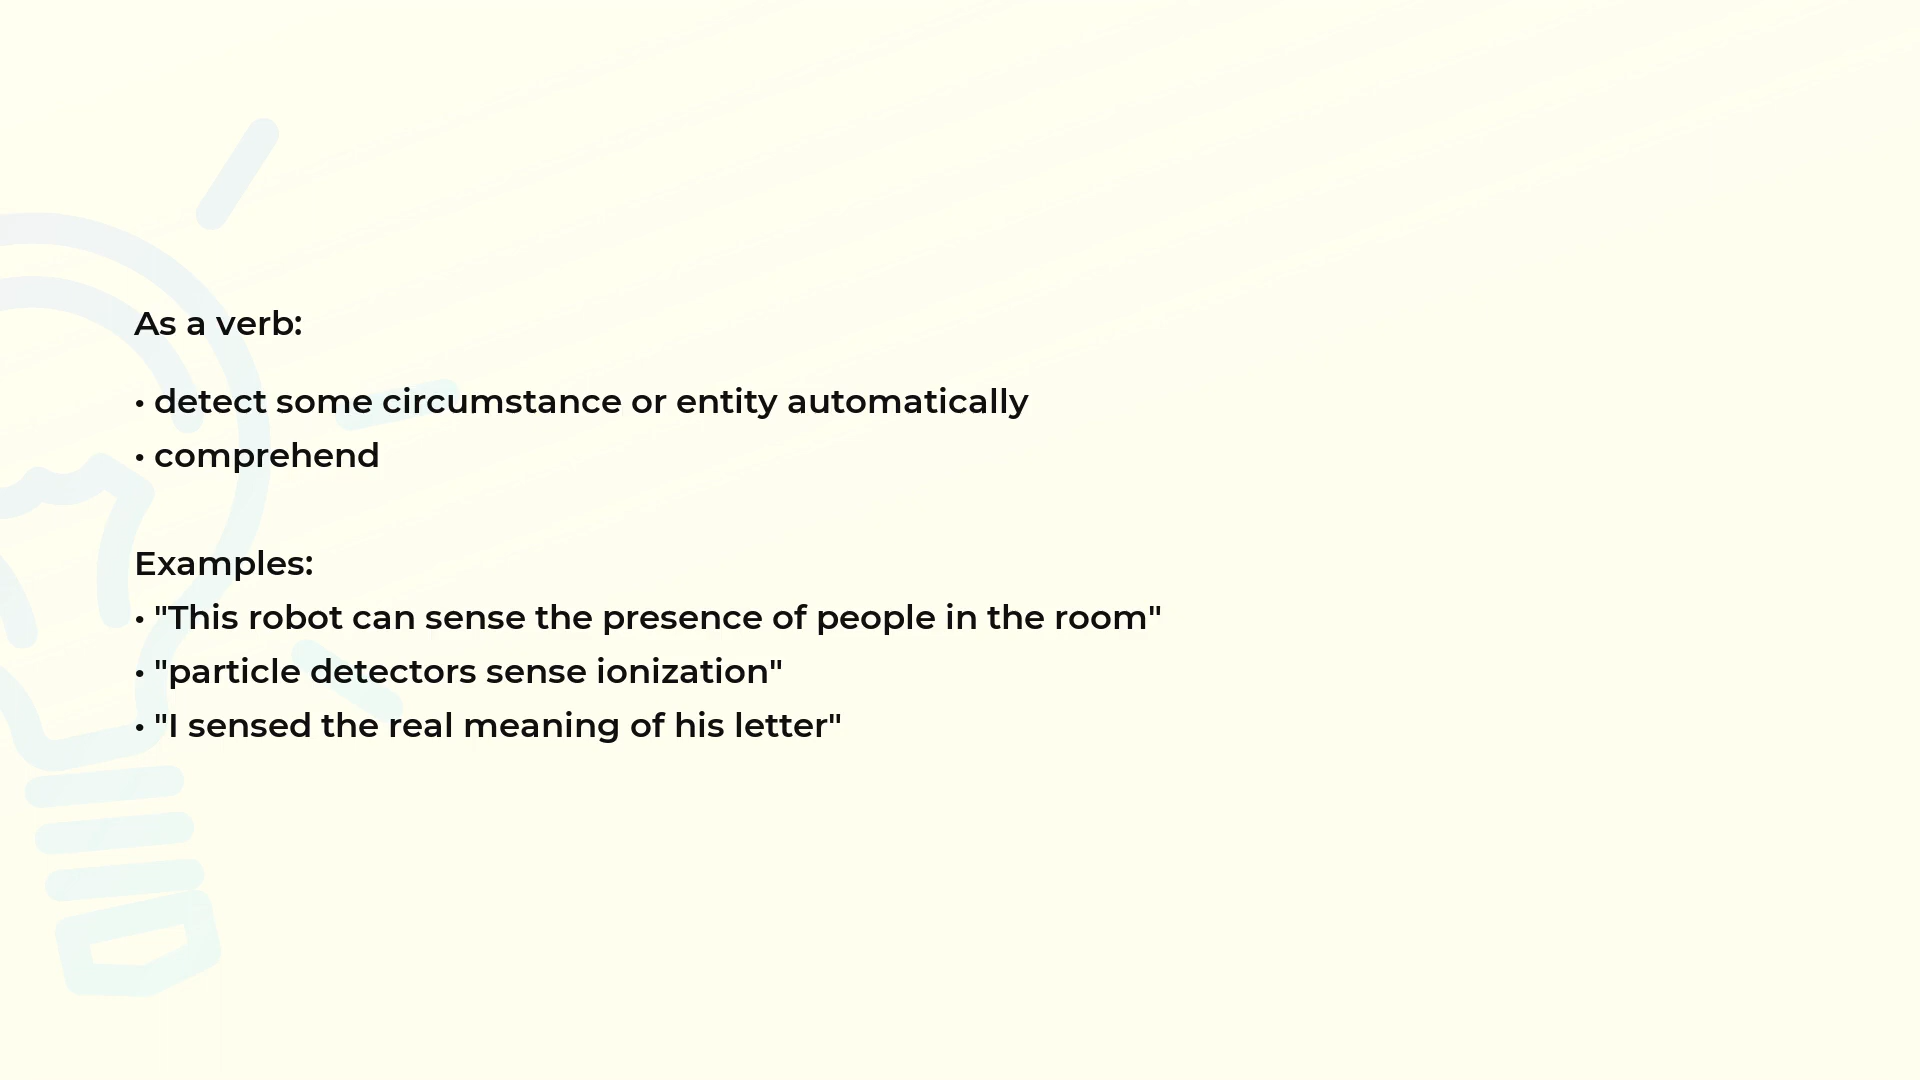 As a verb:
• detect some circumstance or entity automatically
• comprehend
Examples:
• "This robot can sense the presence of people in the room"
• "particle detectors sense ionization"
• "I sensed the real meaning of his letter"